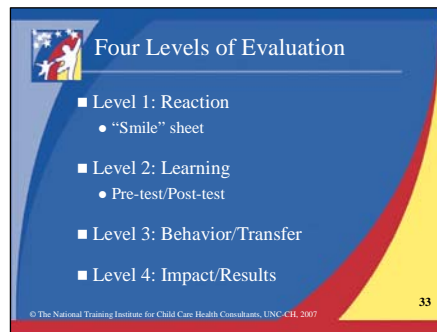 Four Levels of Evaluation
■ Level 1: Reaction
● “Smile” sheet
■ Level 2: Learning
● Pre-test/Post-test
■ Level 3: Behavior/Transfer
■ Level 4: Impact/Results
33
© The National Training Institute for Child Care Health Consultants, UNC-CH, 2007